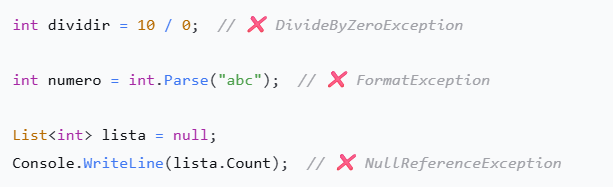 int dividir = 10 / 0;  // ❌ DivideByZeroException
int numero = int.Parse("abc");  // ❌ FormatException
List<int> lista = null;
Console.WriteLine(lista.Count);  // ❌ NullReferenceException